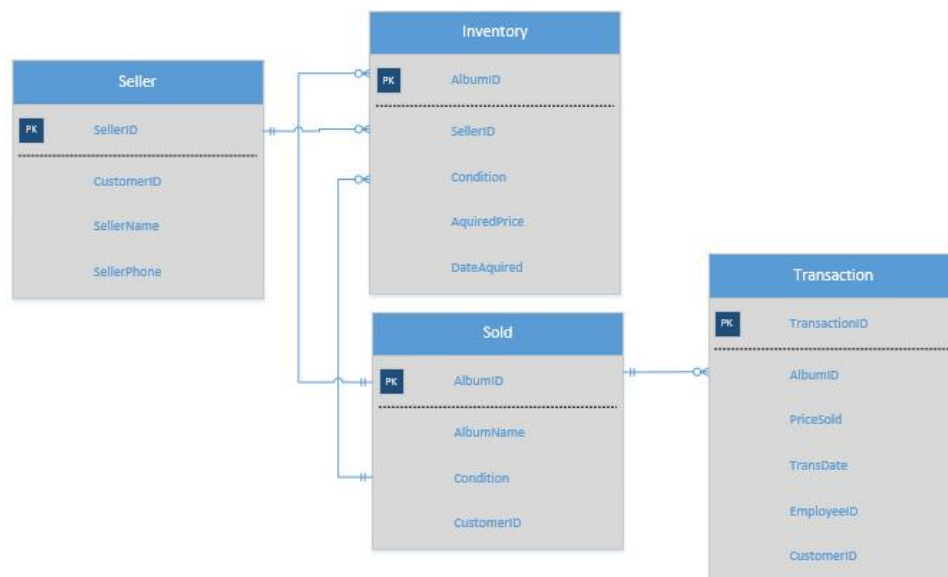 Seller
PK SellerID
CustomerID
SellerName
SellerPhone
Inventory
PK AlbumID
SellerID
Condition
AquiredPrice
DateAquired
Sold
PK AlbumID
AlbumName
Condition
CustomerID
Transaction
PK TransactionID
AlbumID
PriceSold
TransDate
EmployeeID
CustomerID